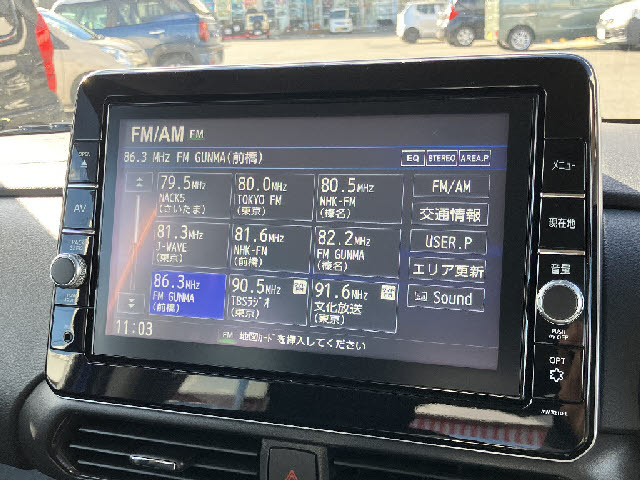 FM/AM FM
86.3 MHz FM GUNMA(前橋)
EQ STEREO AREA.P
79.5MHz
NACK5
(さいたま)
80.0MHz
TOKYO FM
(東京)
80.5MHz
NHK-FM
(榛名)
81.3MHz
J-WAVE
(東京)
81.6MHz
NHK-FM
(前橋)
82.2MHz
FM GUNMA
(榛名)
86.3MHz
FM GUNMA
(前橋)
90.5MHz
TBSラジオ
(東京)
91.6MHz
文化放送
(東京)
FM/AM
交通情報
USER.P
エリア更新
Sound
11:03
FM 地図カードを挿入してください
OPEN
AV
メニュー
現在地
音量
PUSH
OPT